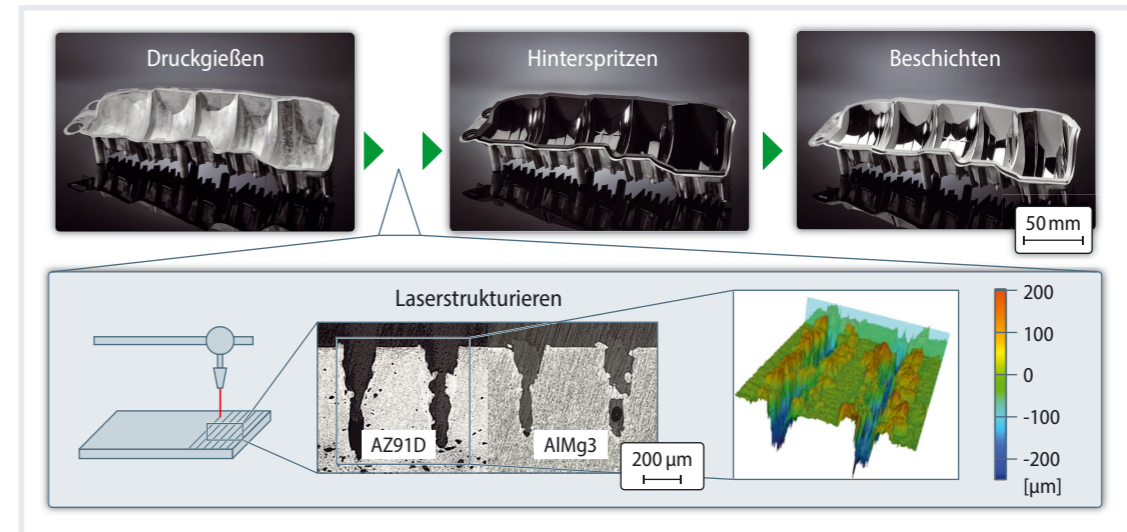 Druckgießen
Hinterspritzen
Beschichten
50 mm
Laserstrukturieren
AZ91D
AlMg3
200 µm
200
100
0
-100
-200
[µm]